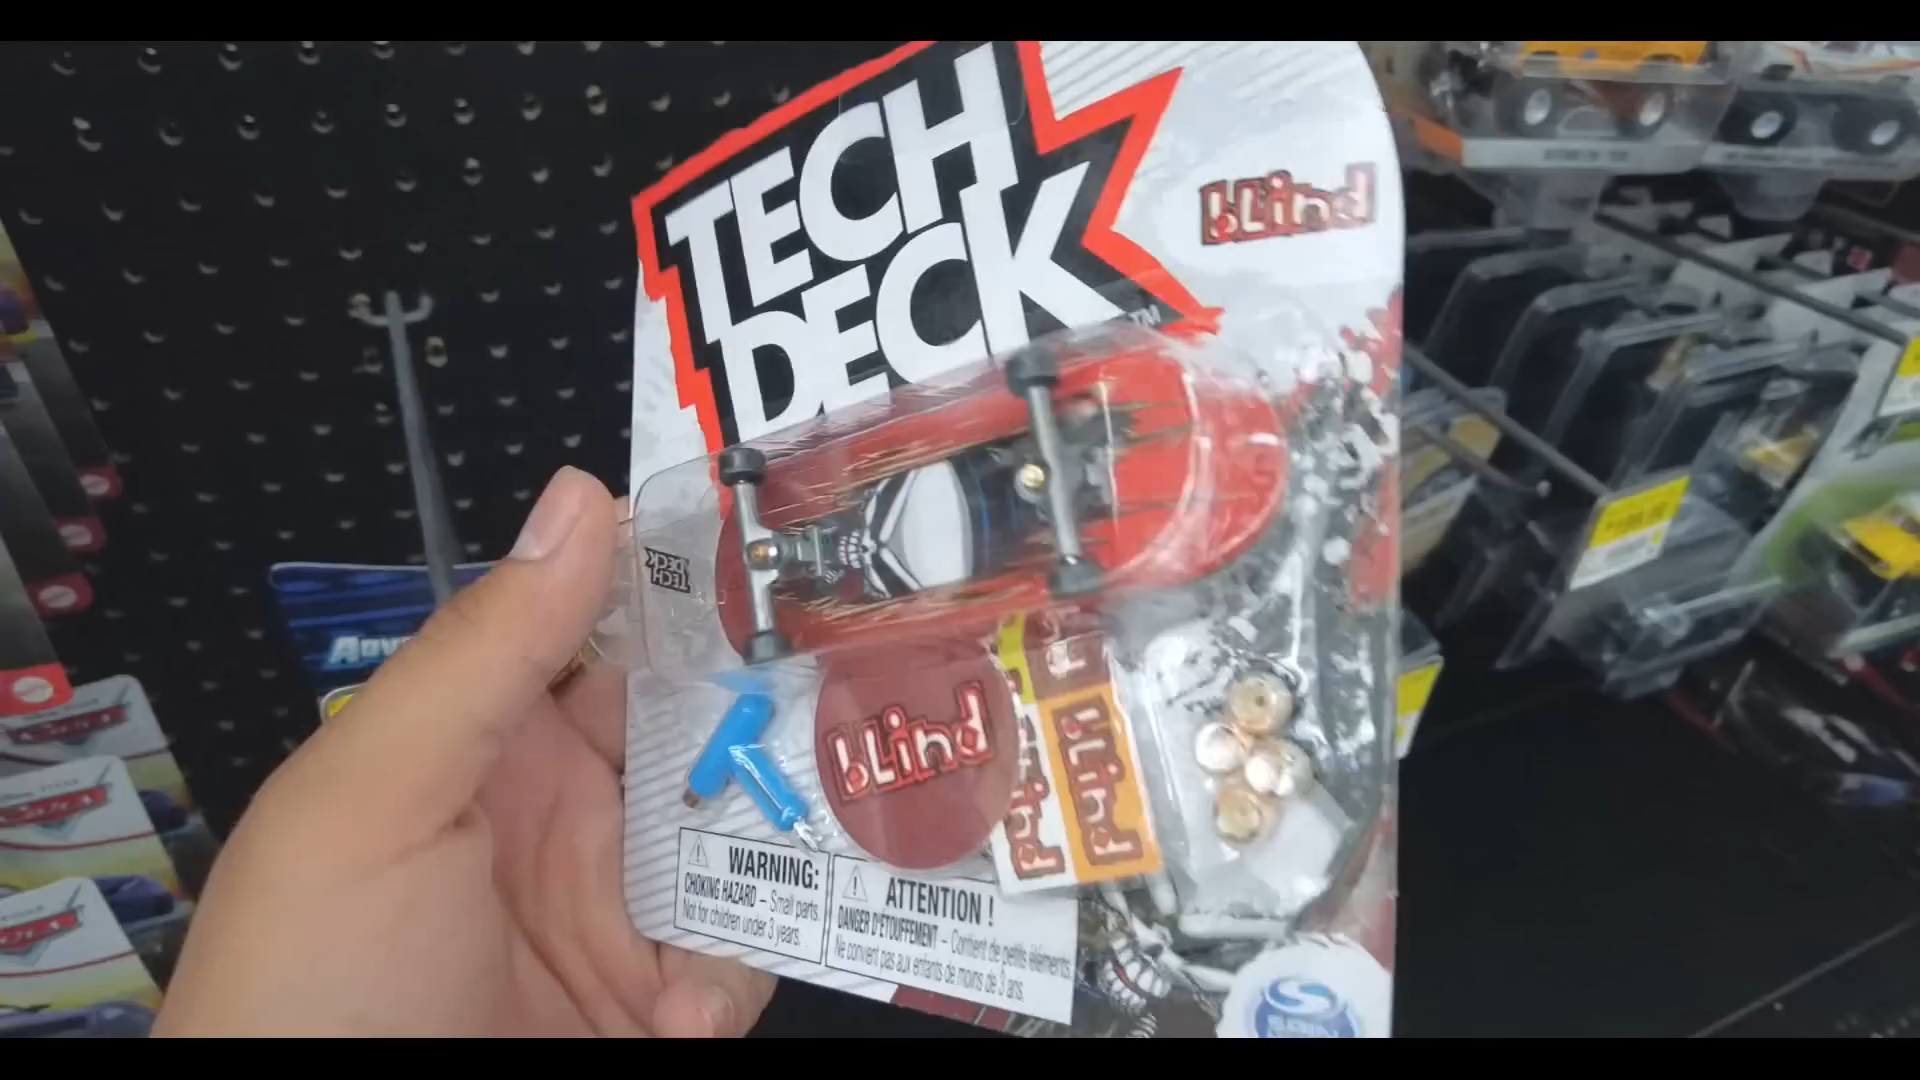 TECH
DECK
TM
blind
TECH
DECK
blind
blind
blind
WARNING:
CHOKING HAZARD – Small parts.
Not for children under 3 years.
ATTENTION !
DANGER D'ÉTOUFFEMENT – Contient de petits éléments.
Ne convient pas aux enfants de moins de 3 ans.
SPIN